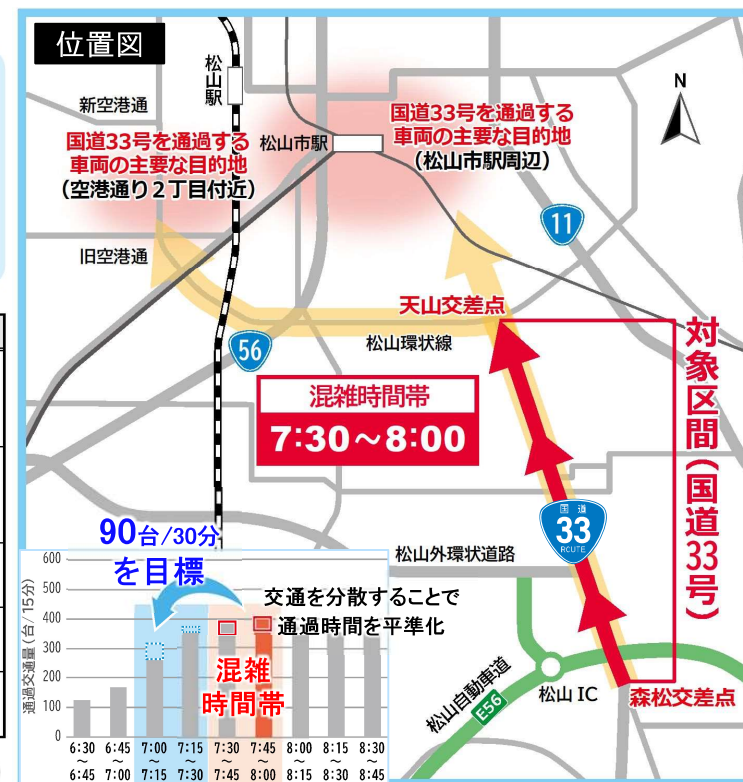 位置図
N
松山駅
新空港通
国道33号を通過する
車両の主要な目的地
(空港通り2丁目付近)
松山市駅
国道33号を通過する
車両の主要な目的地
(松山市駅周辺)
11
旧空港通
天山交差点
松山環状線
56
混雑時間帯
7:30~8:00
対象区間(国道33号)
国道
33
ROUTE
松山外環状道路
松山自動車道
E56
松山IC
森松交差点
90台/30分
を目標
交通を分散することで
通過時間を平準化
混雑
時間帯
通過交通量(台/15分)
600
500
400
300
200
100
0
6:30 6:45 7:00 7:15 7:30 7:45 8:00 8:15 8:30
~ ~ ~ ~ ~ ~ ~ ~ ~
6:45 7:00 7:15 7:30 7:45 8:00 8:15 8:30 8:45